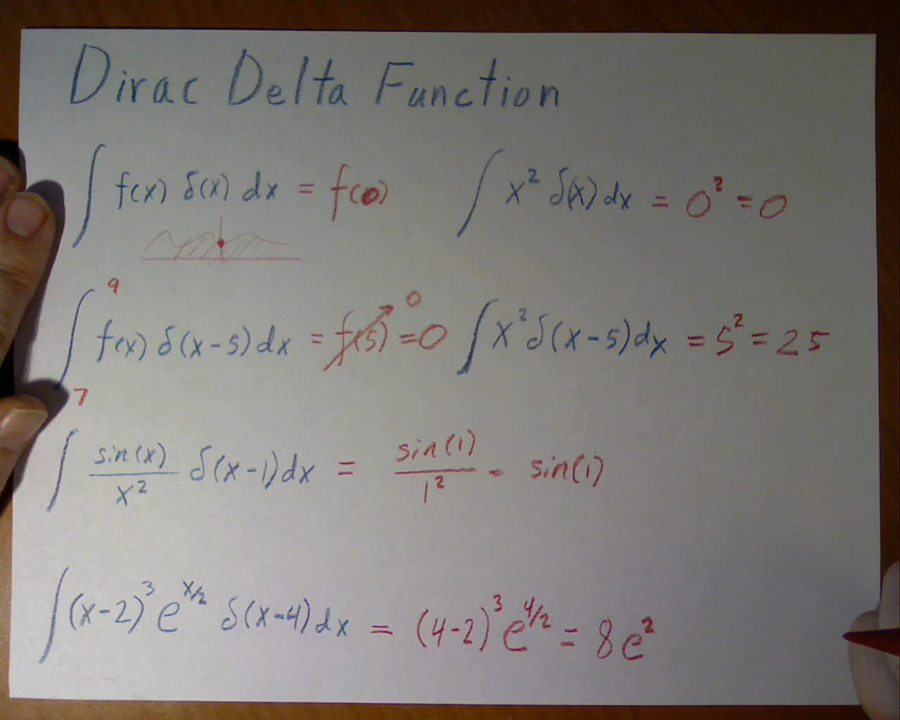 Dirac Delta Function
∫ f(x) δ(x) dx = f(0)
∫ x² δ(x) dx = 0² = 0
∫₇⁹ f(x) δ(x-5) dx = f(5) = 0 0
∫ x² δ(x-5) dx = 5² = 25
∫ sin(x)/x² δ(x-1) dx = sin(1)/1² = sin(1)
∫ (x-2)³ e^(x/2) δ(x-4) dx = (4-2)³ e^(4/2) = 8e²